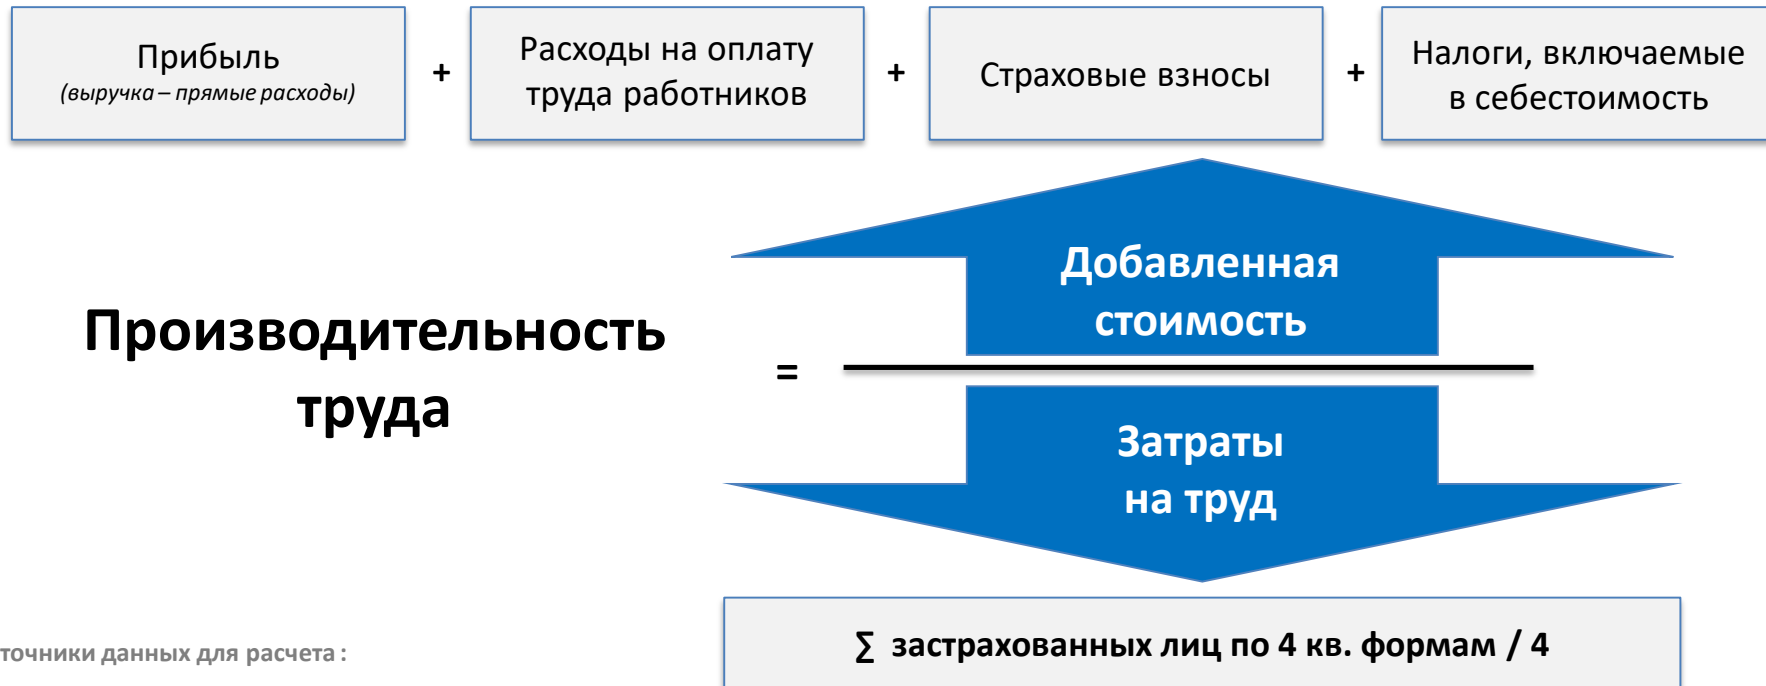 Прибыль
(выручка – прямые расходы)
+
Расходы на оплату
труда работников
+
Страховые взносы
+
Налоги, включаемые
в себестоимость
Добавленная
стоимость
Производительность
труда
=
Затраты
на труд
∑ застрахованных лиц по 4 кв. формам / 4
точники данных для расчета :